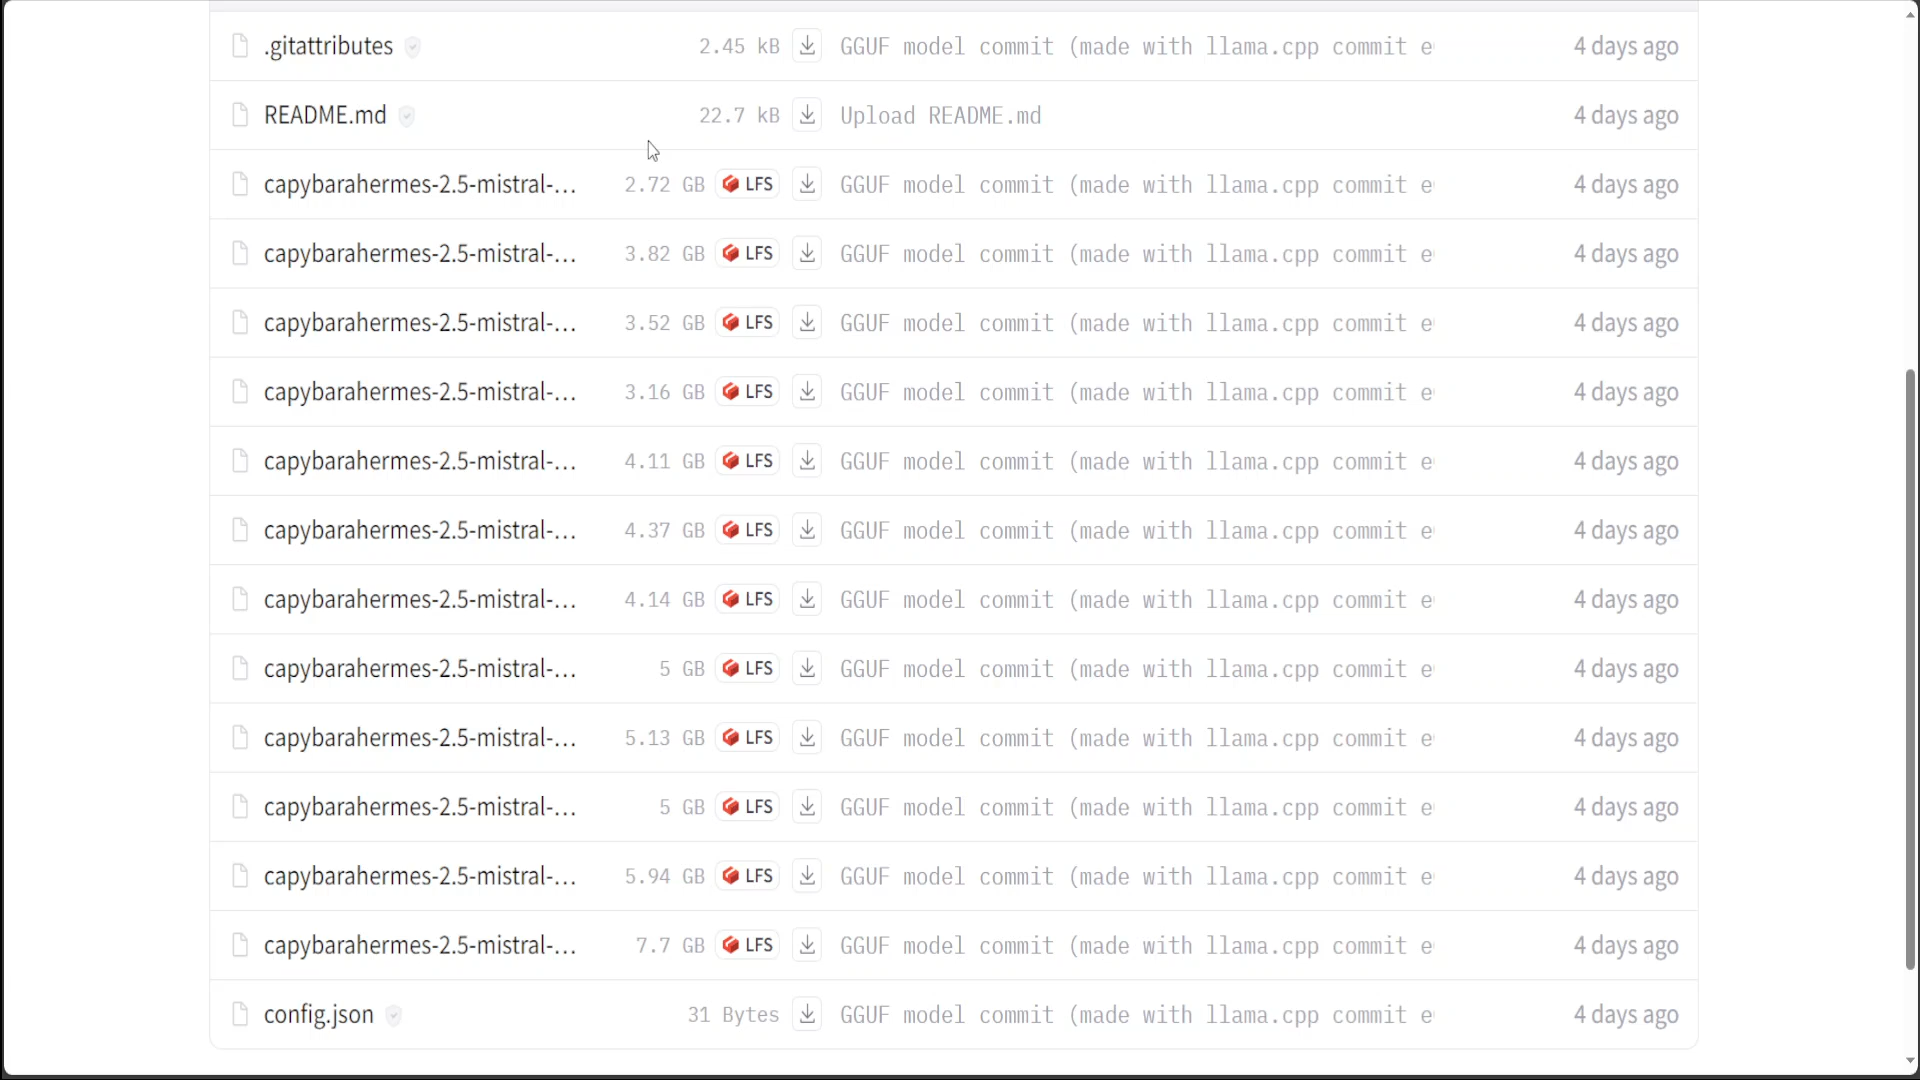 .gitattributes 2.45 kB GGUF model commit (made with llama.cpp commit e 4 days ago
README.md 22.7 kB Upload README.md 4 days ago
capybarahermes-2.5-mistral-... 2.72 GB LFS GGUF model commit (made with llama.cpp commit e 4 days ago
capybarahermes-2.5-mistral-... 3.82 GB LFS GGUF model commit (made with llama.cpp commit e 4 days ago
capybarahermes-2.5-mistral-... 3.52 GB LFS GGUF model commit (made with llama.cpp commit e 4 days ago
capybarahermes-2.5-mistral-... 3.16 GB LFS GGUF model commit (made with llama.cpp commit e 4 days ago
capybarahermes-2.5-mistral-... 4.11 GB LFS GGUF model commit (made with llama.cpp commit e 4 days ago
capybarahermes-2.5-mistral-... 4.37 GB LFS GGUF model commit (made with llama.cpp commit e 4 days ago
capybarahermes-2.5-mistral-... 4.14 GB LFS GGUF model commit (made with llama.cpp commit e 4 days ago
capybarahermes-2.5-mistral-... 5 GB LFS GGUF model commit (made with llama.cpp commit e 4 days ago
capybarahermes-2.5-mistral-... 5.13 GB LFS GGUF model commit (made with llama.cpp commit e 4 days ago
capybarahermes-2.5-mistral-... 5 GB LFS GGUF model commit (made with llama.cpp commit e 4 days ago
capybarahermes-2.5-mistral-... 5.94 GB LFS GGUF model commit (made with llama.cpp commit e 4 days ago
capybarahermes-2.5-mistral-... 7.7 GB LFS GGUF model commit (made with llama.cpp commit e 4 days ago
config.json 31 Bytes GGUF model commit (made with llama.cpp commit e 4 days ago